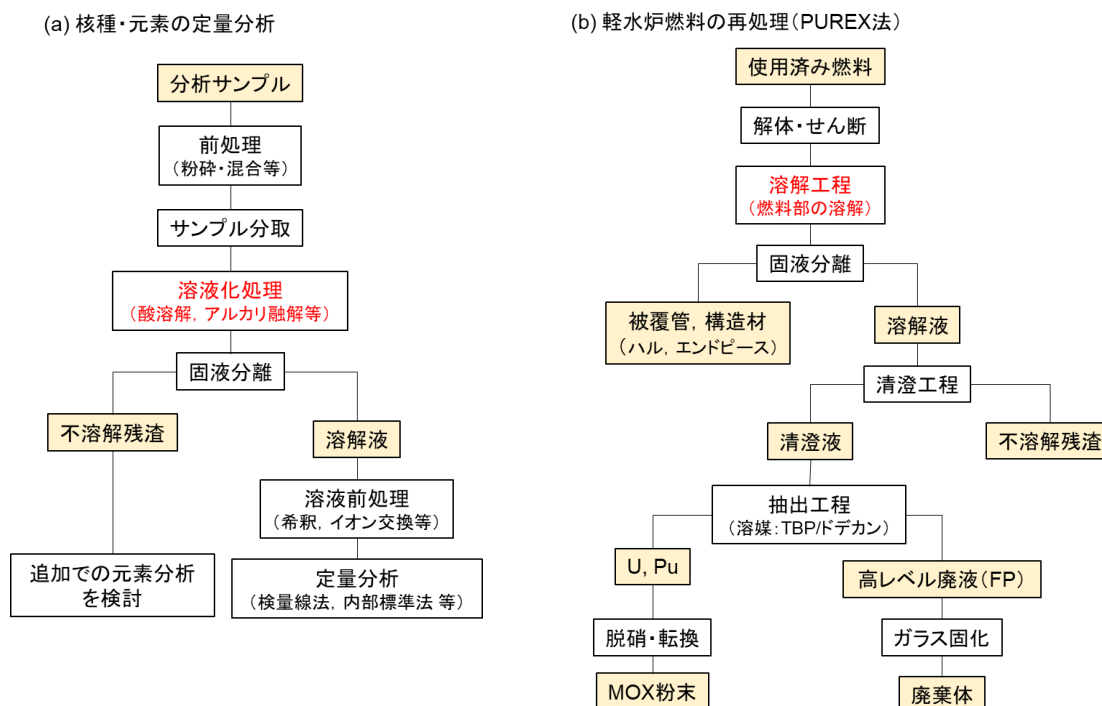 (a) 核種・元素の定量分析
分析サンプル
前処理
(粉砕・混合等)
サンプル分取
溶液化処理
(酸溶解, アルカリ融解等)
固液分離
不溶解残渣
溶解液
溶液前処理
(希釈, イオン交換等)
追加での元素分析
を検討
定量分析
(検量線法, 内部標準法 等)
(b) 軽水炉燃料の再処理(PUREX法)
使用済み燃料
解体・せん断
溶解工程
(燃料部の溶解)
固液分離
被覆管, 構造材
(ハル, エンドピース)
溶解液
清澄工程
清澄液
不溶解残渣
抽出工程
(溶媒:TBP/ドデカン)
U, Pu
高レベル廃液(FP)
脱硝・転換
ガラス固化
MOX粉末
廃棄体